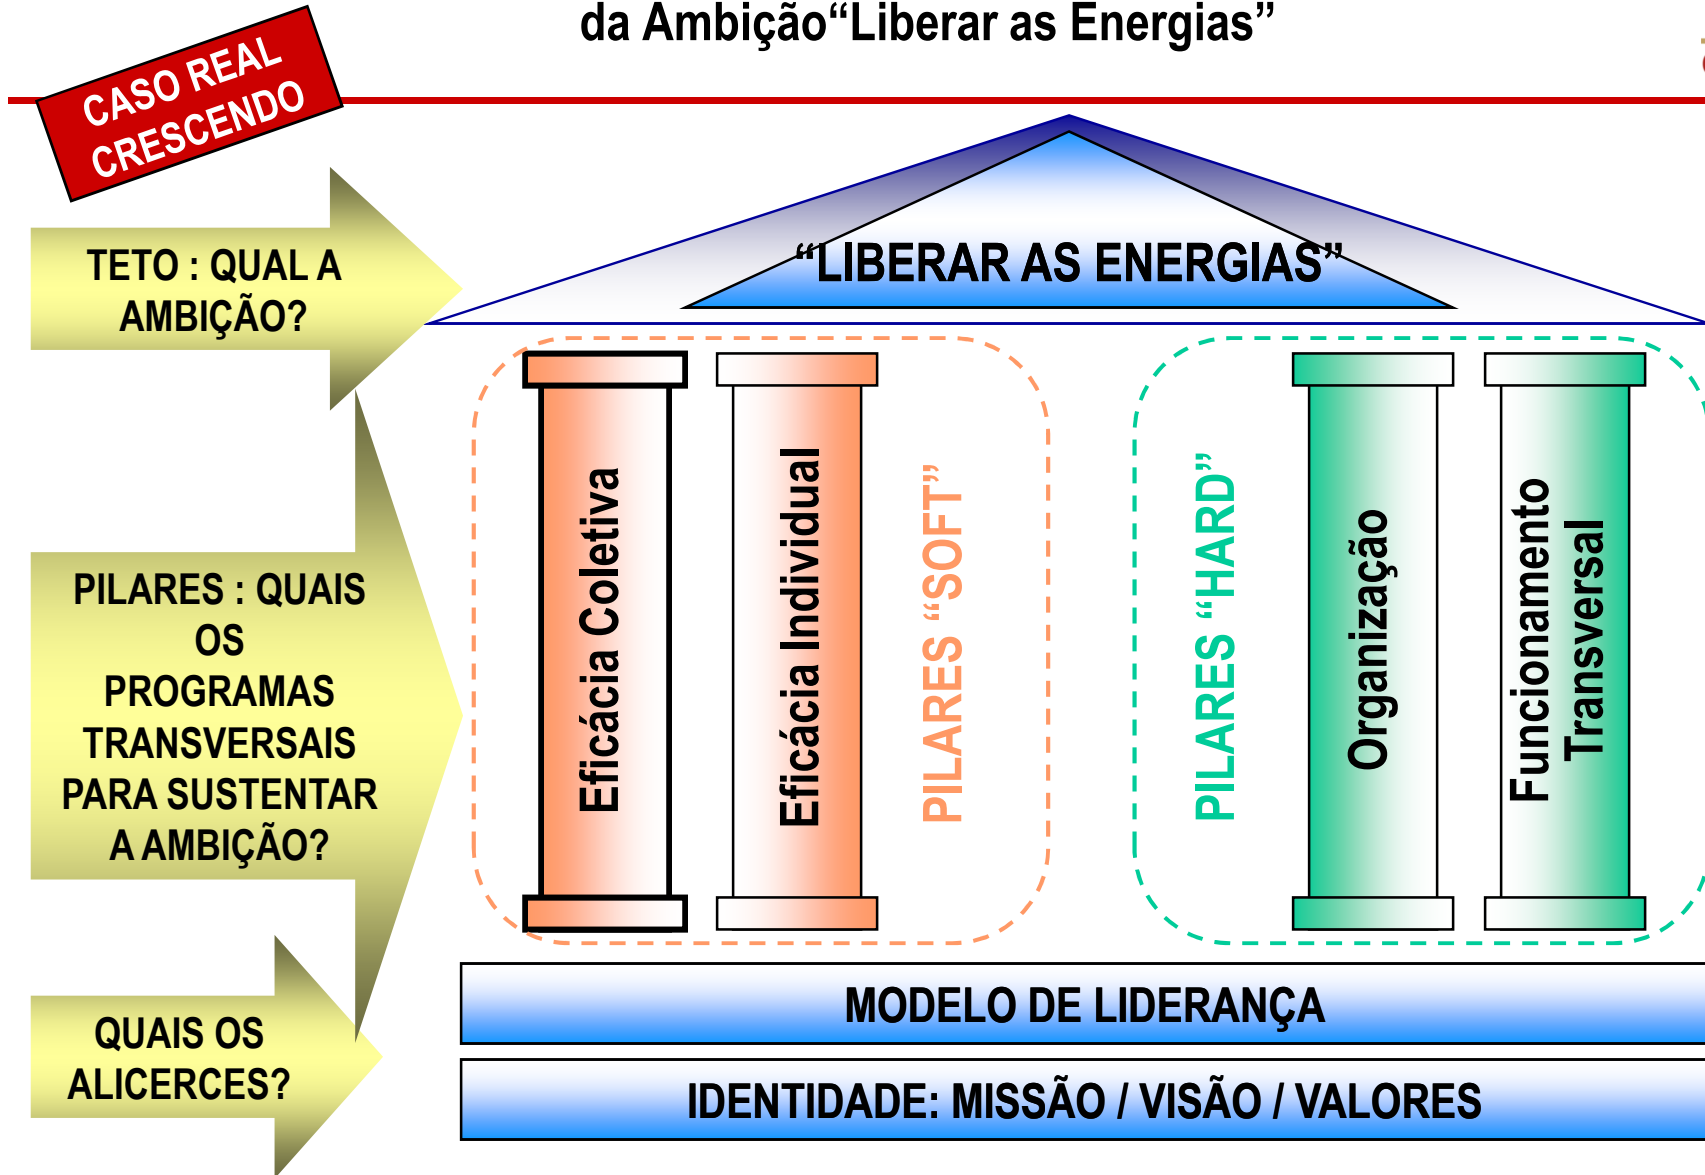 da Ambição“Liberar as Energias”
CASO REAL
CRESCENDO
TETO : QUAL A
AMBIÇÃO?
“LIBERAR AS ENERGIAS”
PILARES : QUAIS
OS
PROGRAMAS
TRANSVERSAIS
PARA SUSTENTAR
A AMBIÇÃO?
Eficácia Coletiva
Eficácia Individual
PILARES “SOFT”
PILARES “HARD”
Organização
Funcionamento
Transversal
QUAIS OS
ALICERCES?
MODELO DE LIDERANÇA
IDENTIDADE: MISSÃO / VISÃO / VALORES